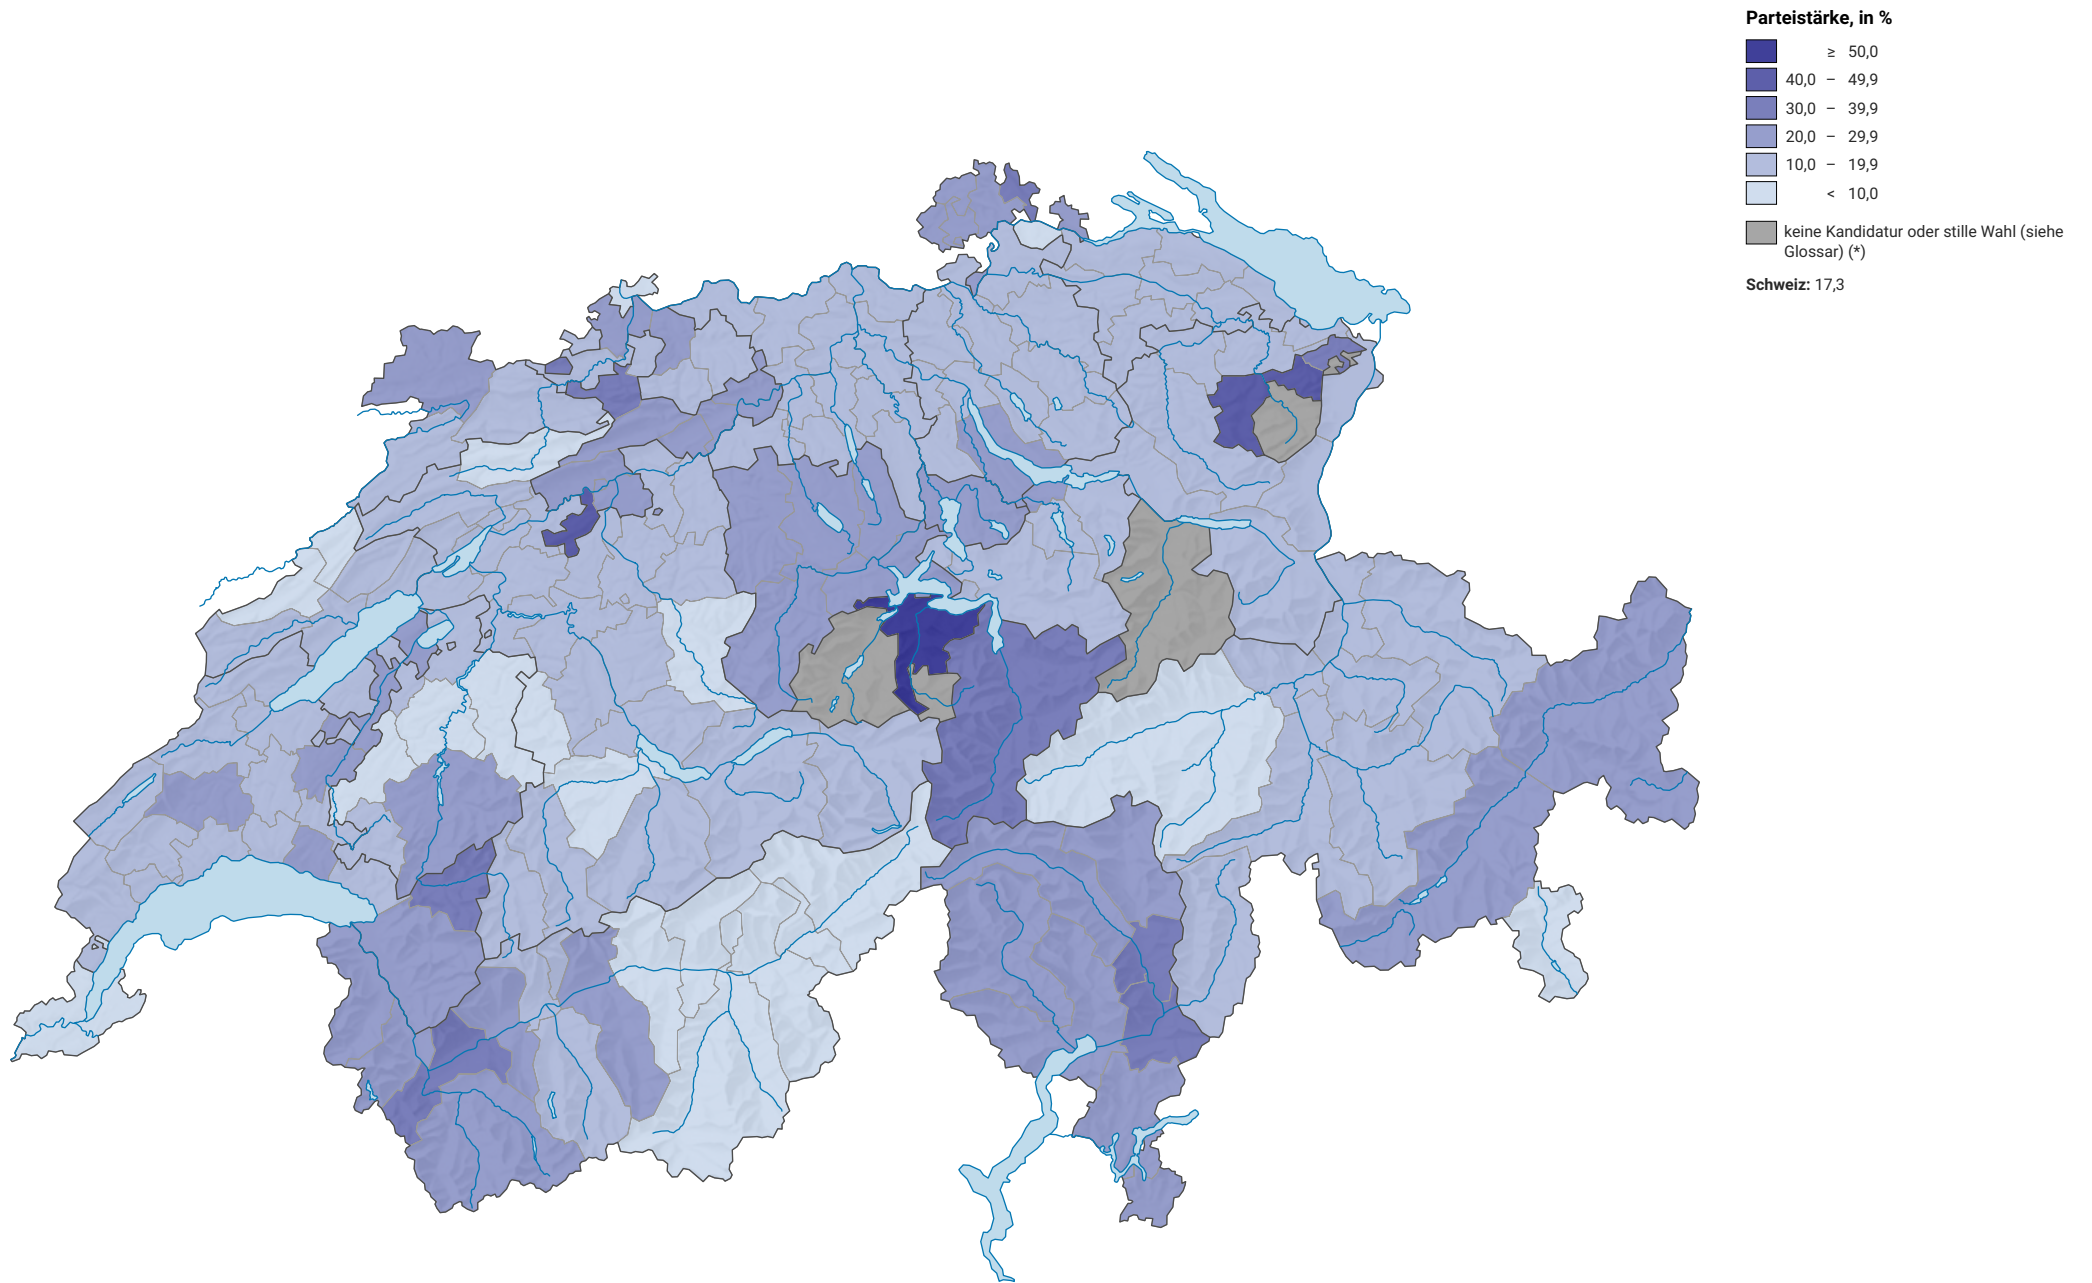 Parteistärke, in %
≥ 50,0
40,0 – 49,9
30,0 – 39,9
20,0 – 29,9
10,0 – 19,9
< 10,0
keine Kandidatur oder stille Wahl (siehe
Glossar) (*)
Schweiz: 17,3